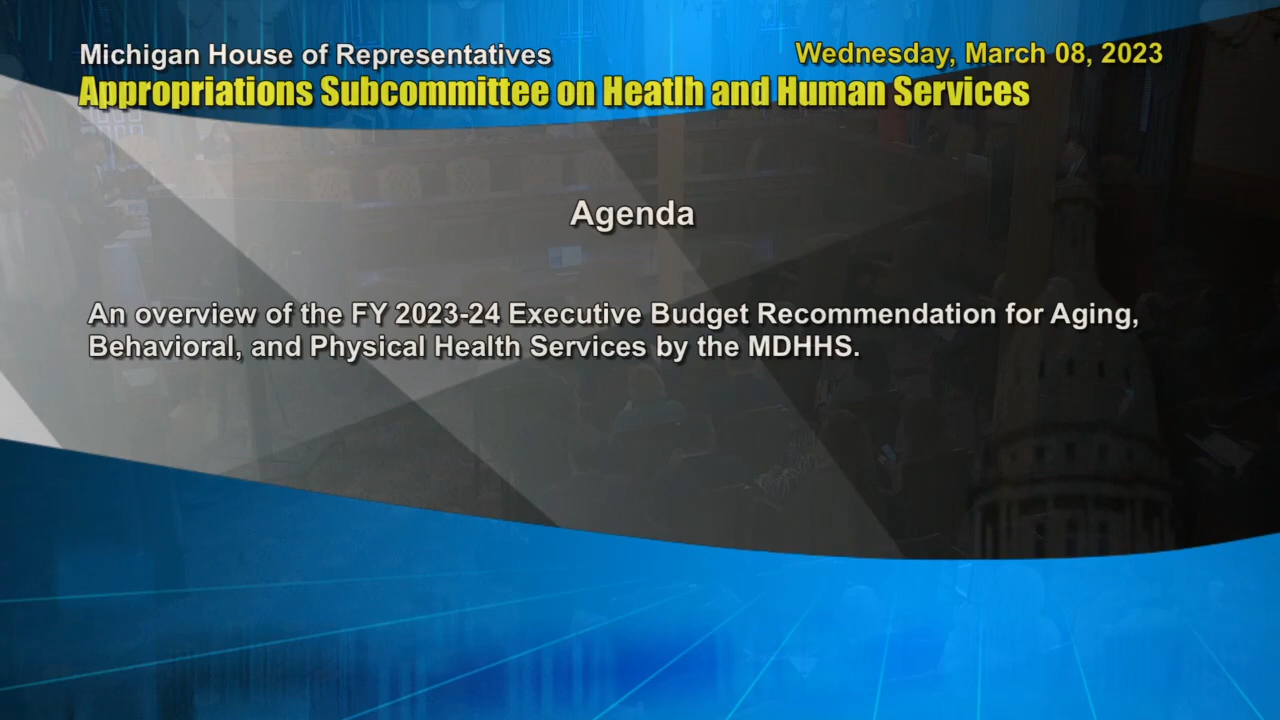 Michigan House of Representatives
Wednesday, March 08, 2023
Appropriations Subcommittee on Heatlh and Human Services
Agenda
An overview of the FY 2023-24 Executive Budget Recommendation for Aging,
Behavioral, and Physical Health Services by the MDHHS.